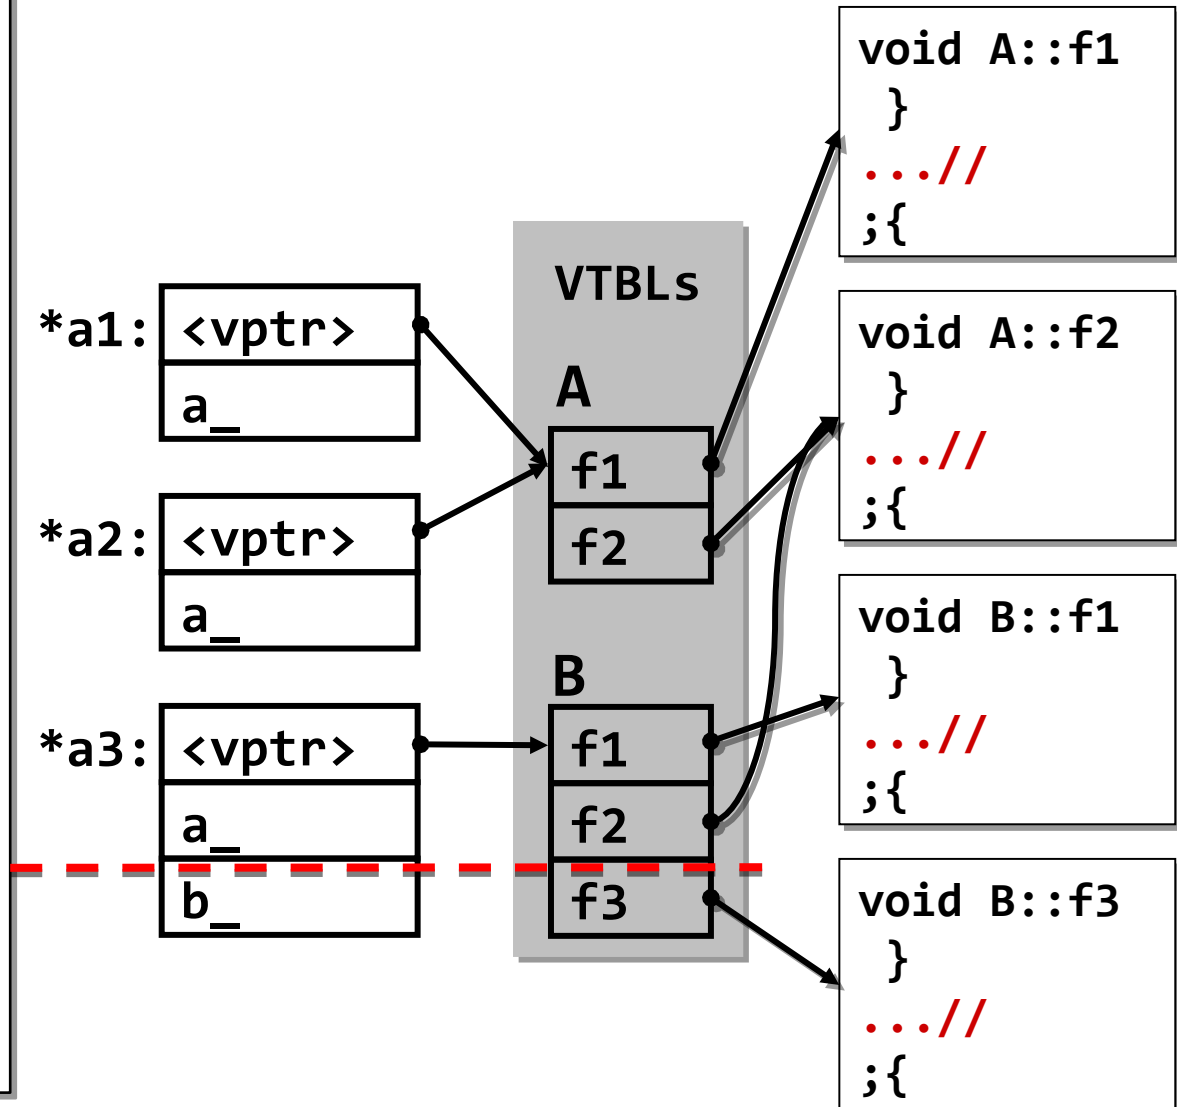 *a1:
<vptr>
a_
*a2:
<vptr>
a_
*a3:
<vptr>
a_
b_
VTBLs
A
f1
f2
B
f1
f2
f3
void A::f1
}
...//
;{
void A::f2
}
...//
;{
void B::f1
}
...//
;{
void B::f3
}
...//
;{